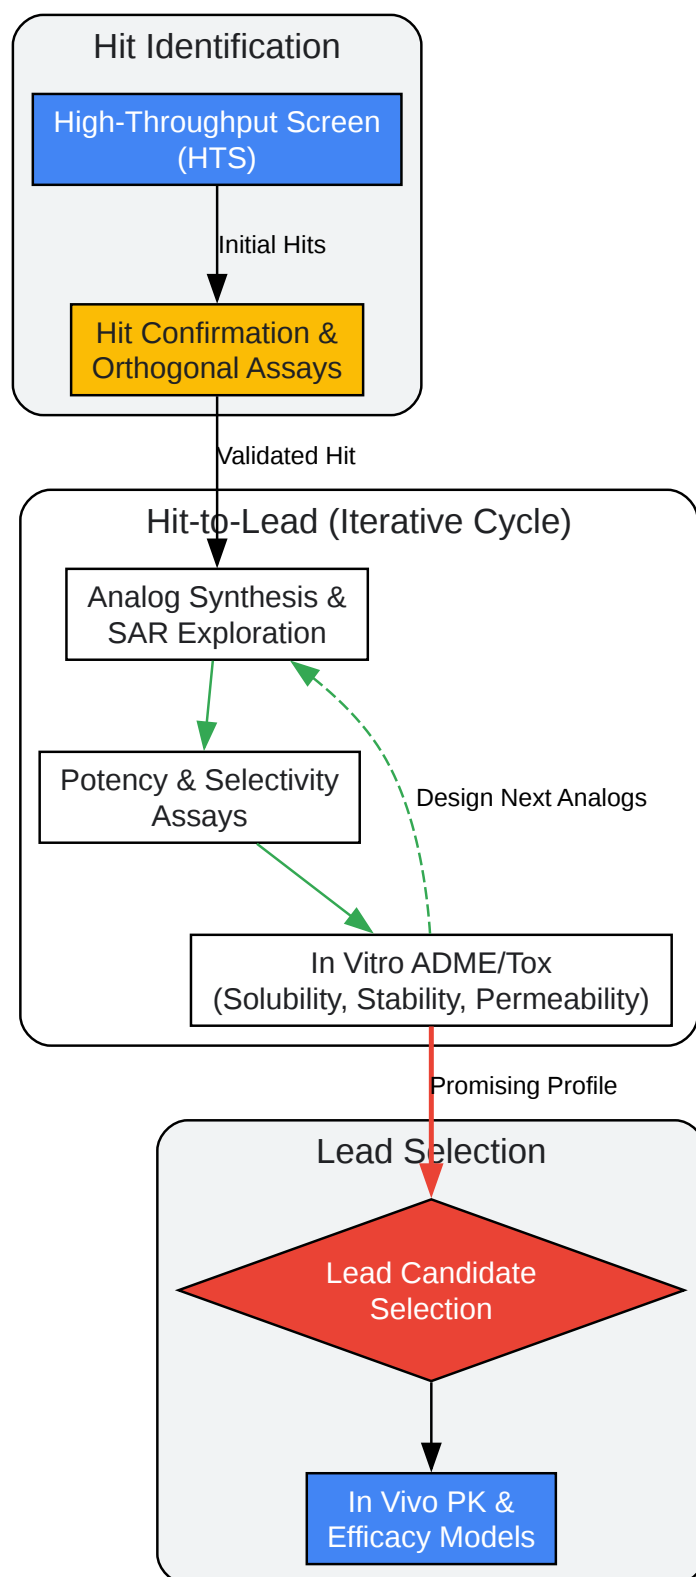 Hit Identification
High-Throughput Screen
(HTS)
Initial Hits
Hit Confirmation &
Orthogonal Assays
Validated Hit
Hit-to-Lead (Iterative Cycle)
Analog Synthesis &
SAR Exploration
Potency & Selectivity
Assays
Design Next Analogs
In Vitro ADME/Tox
(Solubility, Stability, Permeability)
Promising Profile
Lead Selection
Lead Candidate
Selection
In Vivo PK &
Efficacy Models